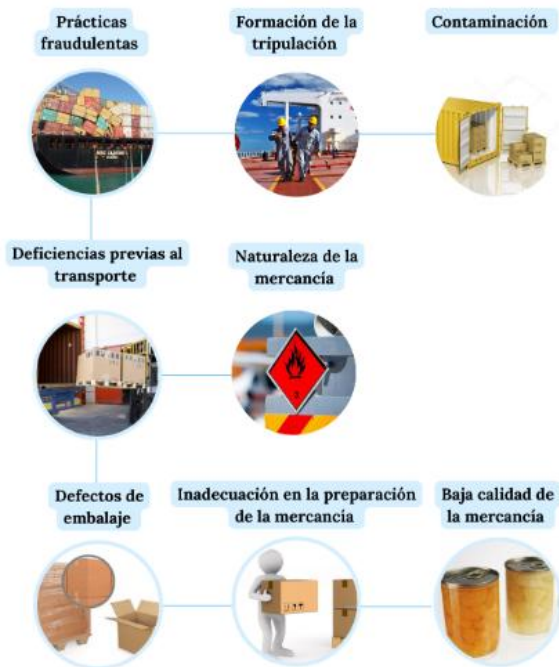 Prácticas
fraudulentas
Formación de la
tripulación
Contaminación
Deficiencias previas al
transporte
Naturaleza de la
mercancía
3
Defectos de
embalaje
Inadecuación en la preparación
de la mercancía
Baja calidad de
la mercancía